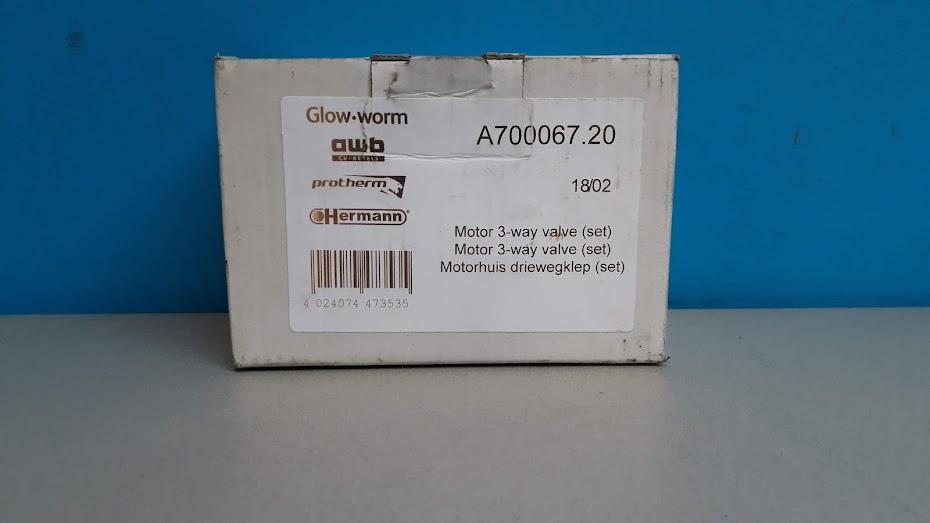 Glow-worm
awb
CV-KETELS
protherm
Hermann
4 024074 473535
A700067.20
18/02
Motor 3-way valve (set)
Motor 3-way valve (set)
Motorhuis driewegklep (set)